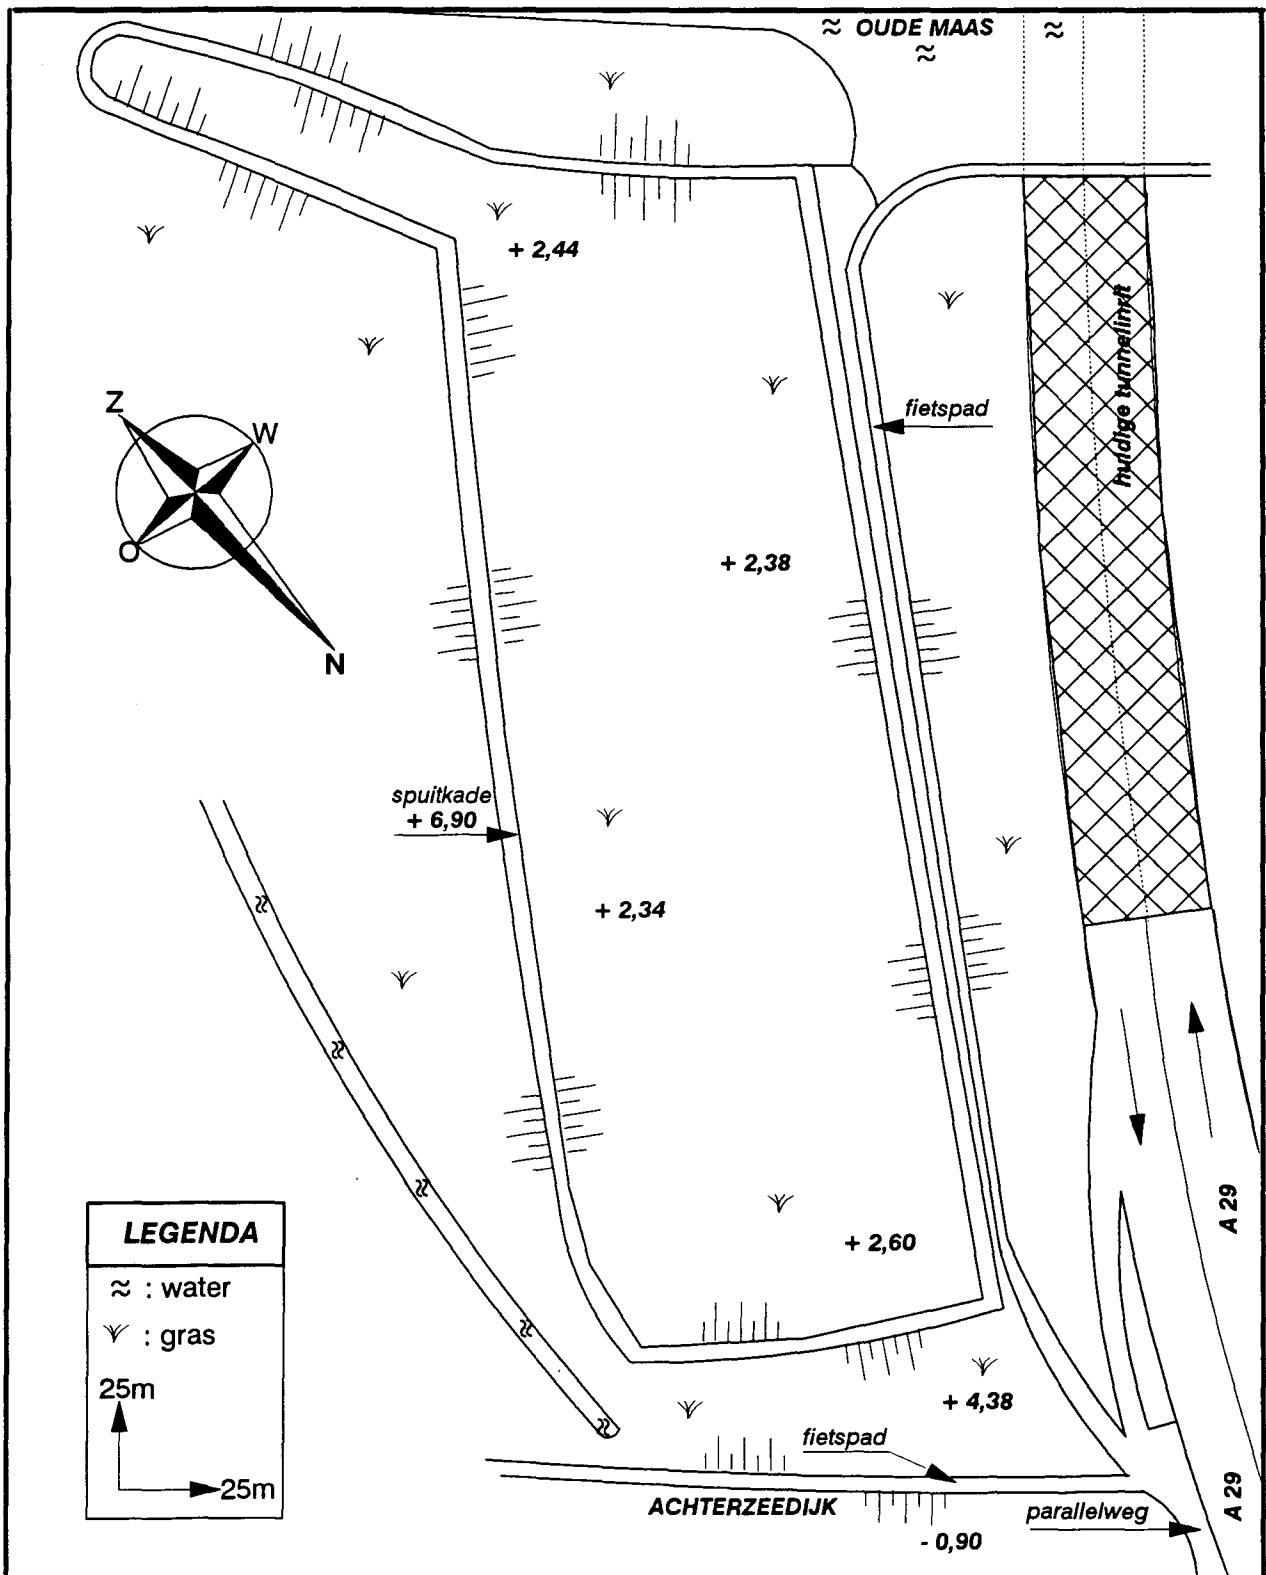 OUDE MAAS
+ 2,44
huidige tunnelinrit
Z
W
O
N
fietspad
+ 2,38
spuitkade
+ 6,90
+ 2,34
A 29
+ 2,60
LEGENDA
: water
: gras
25m
25m
+ 4,38
fietspad
ACHTERZEEDIJK
parallelweg
A 29
- 0,90